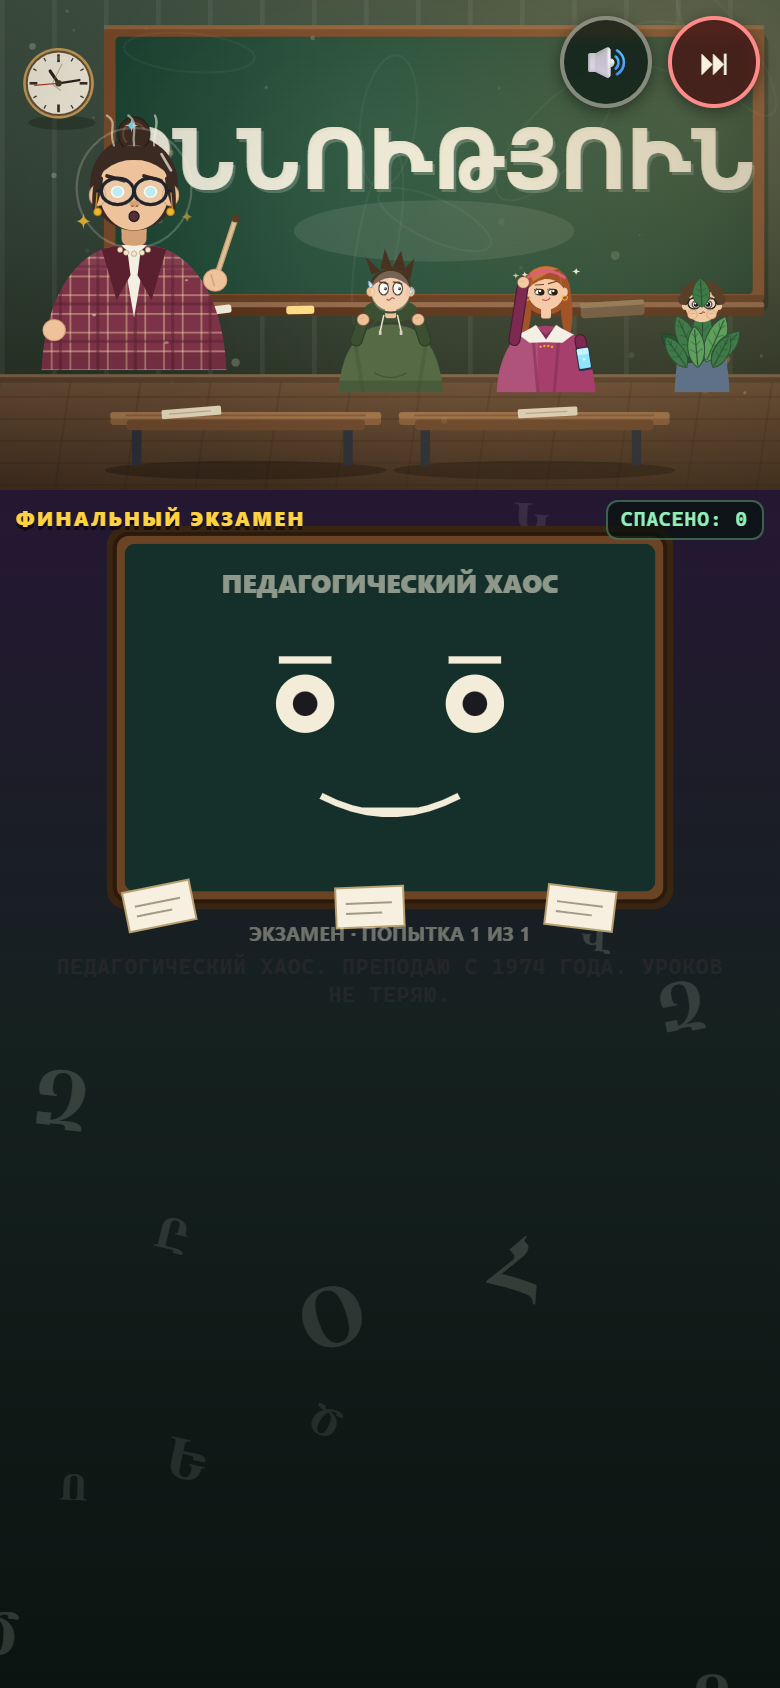 ՆՆՈՒԹՅՈՒՆ
ФИНАЛЬНЫЙ ЭКЗАМЕН
СПАСЕНО: 0
ПЕДАГОГИЧЕСКИЙ ХАОС
ЭКЗАМЕН · ПОПЫТКА 1 ИЗ 1
ПЕДАГОГИЧЕСКИЙ ХАОС. ПРЕПОДАЮ С 1974 ГОДА. УРОКОВ
НЕ ТЕРЯЮ.
Զ
Զ
Ը
Հ
Օ
Ծ
Ե
Ո